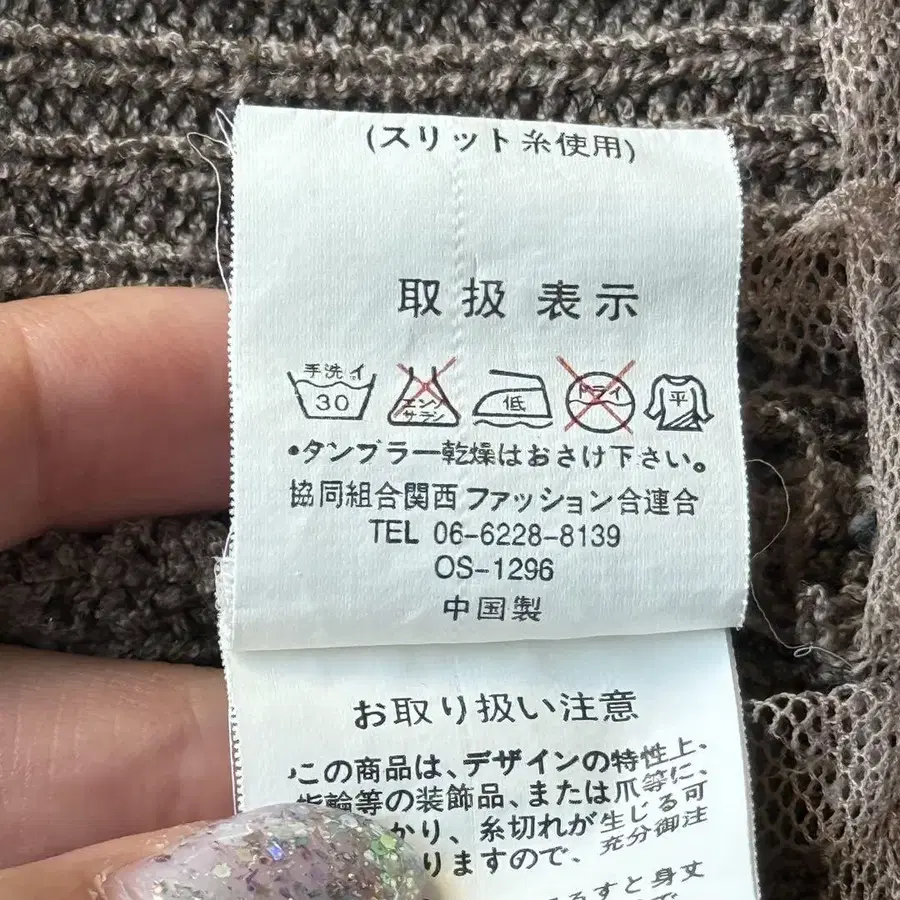 (スリット糸使用)
取扱 表示
手洗イ
30
エンソ
サラシ
低
ドライ
平
・タンブラー乾燥はおさけ下さい。
協同組合関西ファッション合連合
TEL 06-6228-8139
OS-1296
中国製
お取り扱い注意
・この商品は、デザインの特性上、
指輪等の装飾品、または爪等に、
かり、糸切れが生じる可
りますので、充分御注
るすと身丈